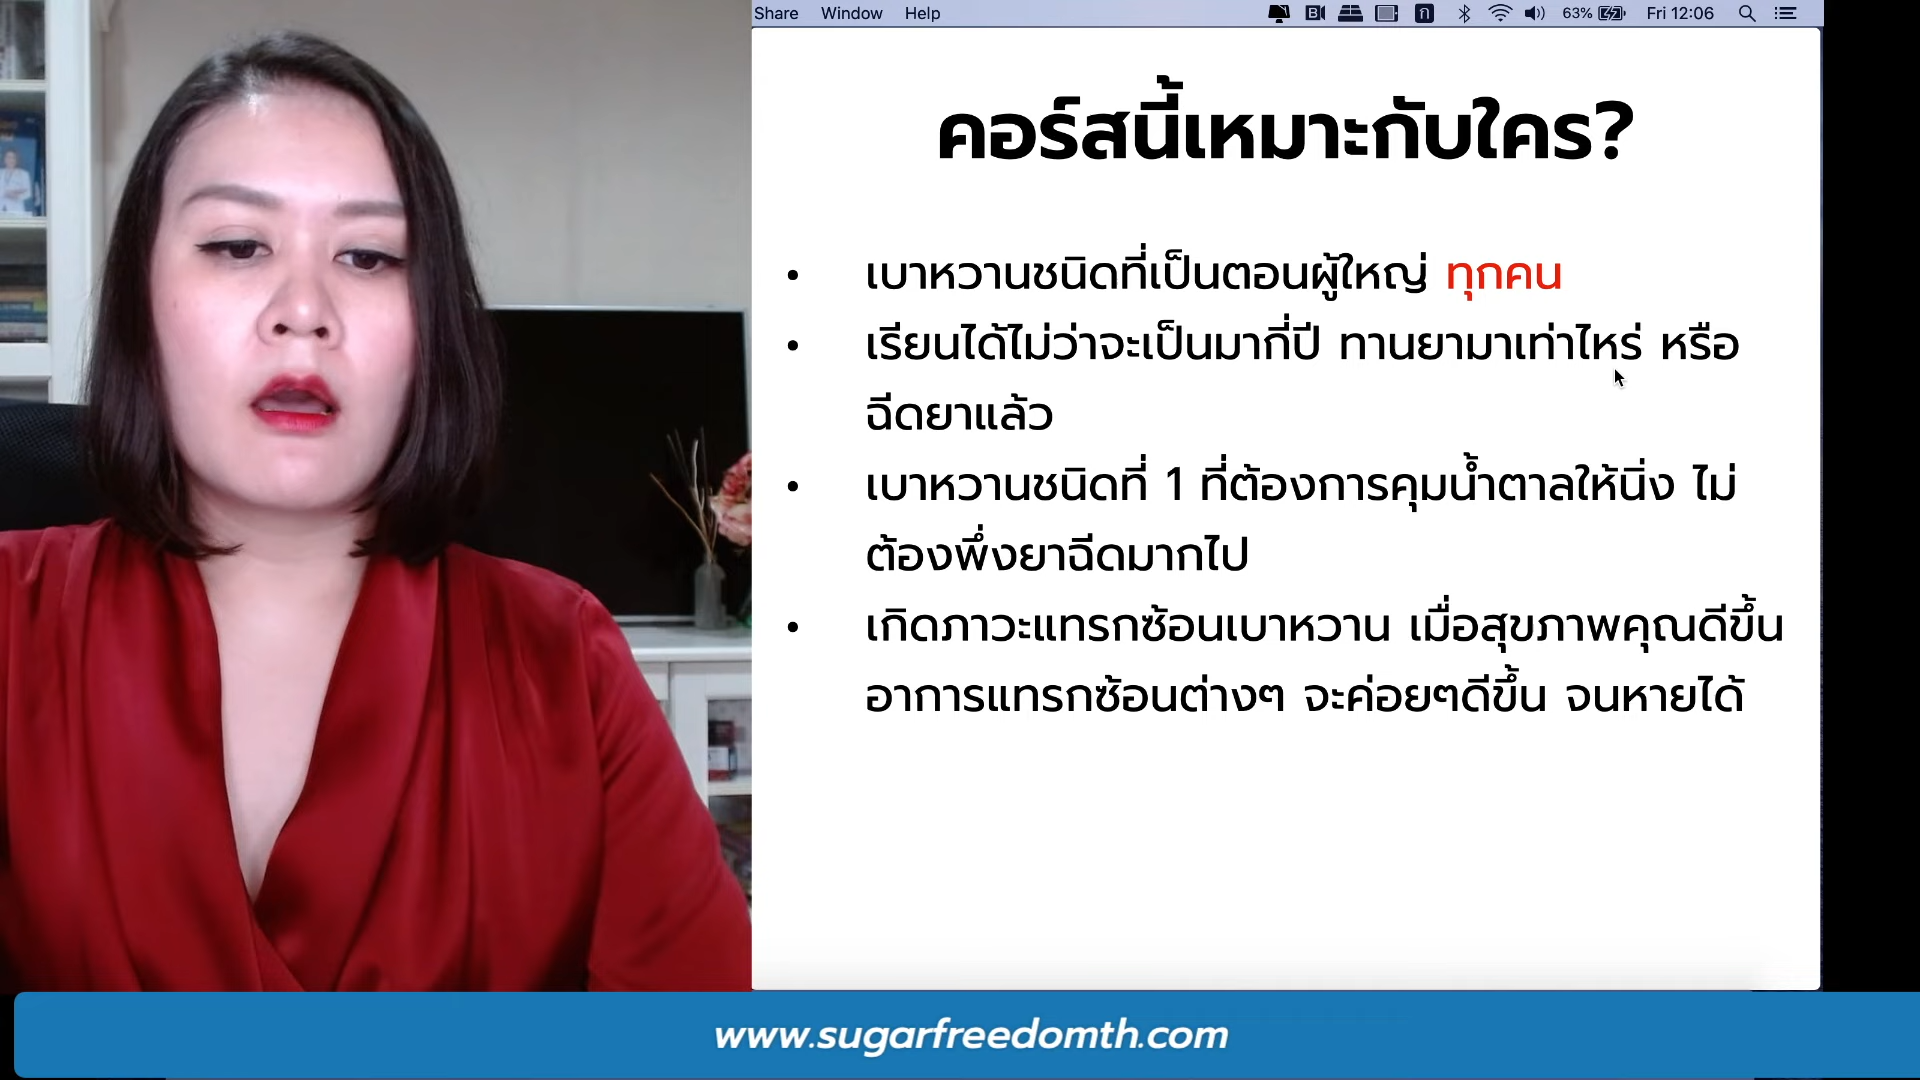 Share Window Help B ก 63% Fri 12:06
คอร์สนี้เหมาะกับใคร?
• เบาหวานชนิดที่เป็นตอนผู้ใหญ่ ทุกคน
• เรียนได้ไม่ว่าจะเป็นมากี่ปี ทานยามาเท่าไหร่ หรือ
ฉีดยาแล้ว
• เบาหวานชนิดที่ 1 ที่ต้องการคุมน้ำตาลให้นิ่ง ไม่
ต้องพึ่งยาฉีดมากไป
• เกิดภาวะแทรกซ้อนเบาหวาน เมื่อสุขภาพคุณดีขึ้น
อาการแทรกซ้อนต่างๆ จะค่อยๆดีขึ้น จนหายได้
www.sugarfreedomth.com